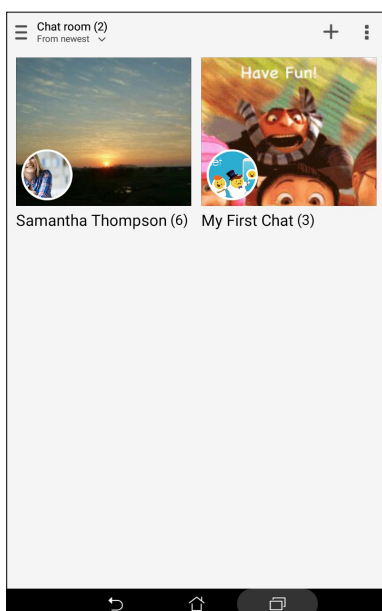 Chat room (2)
From newest
Have Fun!
Samantha Thompson (6)
My First Chat (3)